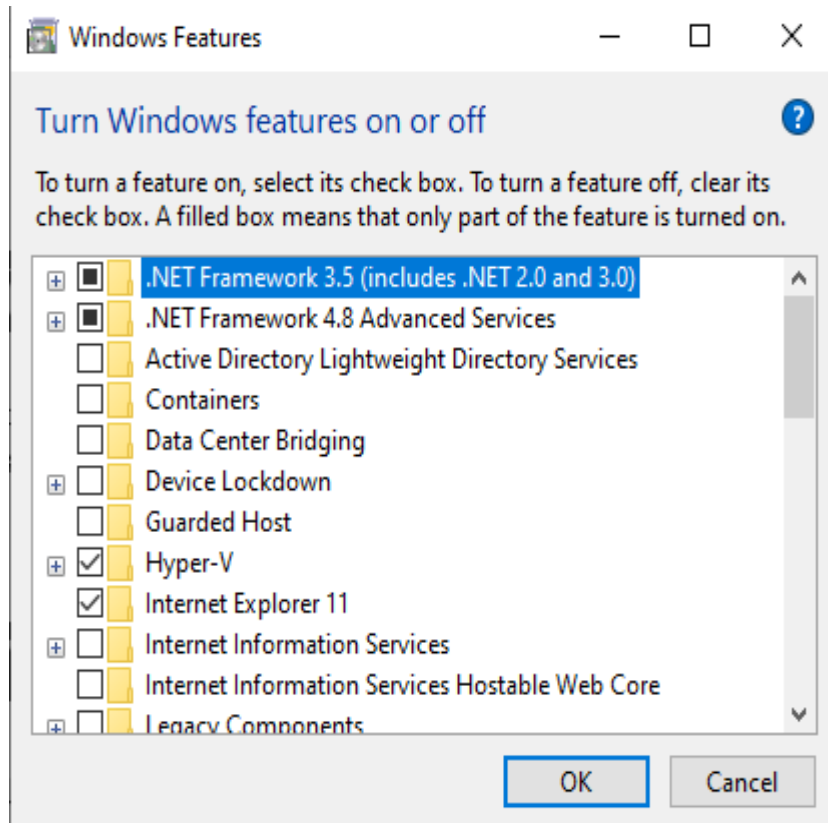 Windows Features
Turn Windows features on or off
?
To turn a feature on, select its check box. To turn a feature off, clear its
check box. A filled box means that only part of the feature is turned on.
.NET Framework 3.5 (includes .NET 2.0 and 3.0)
.NET Framework 4.8 Advanced Services
Active Directory Lightweight Directory Services
Containers
Data Center Bridging
Device Lockdown
Guarded Host
Hyper-V
Internet Explorer 11
Internet Information Services
Internet Information Services Hostable Web Core
Legacy Components
OK Cancel